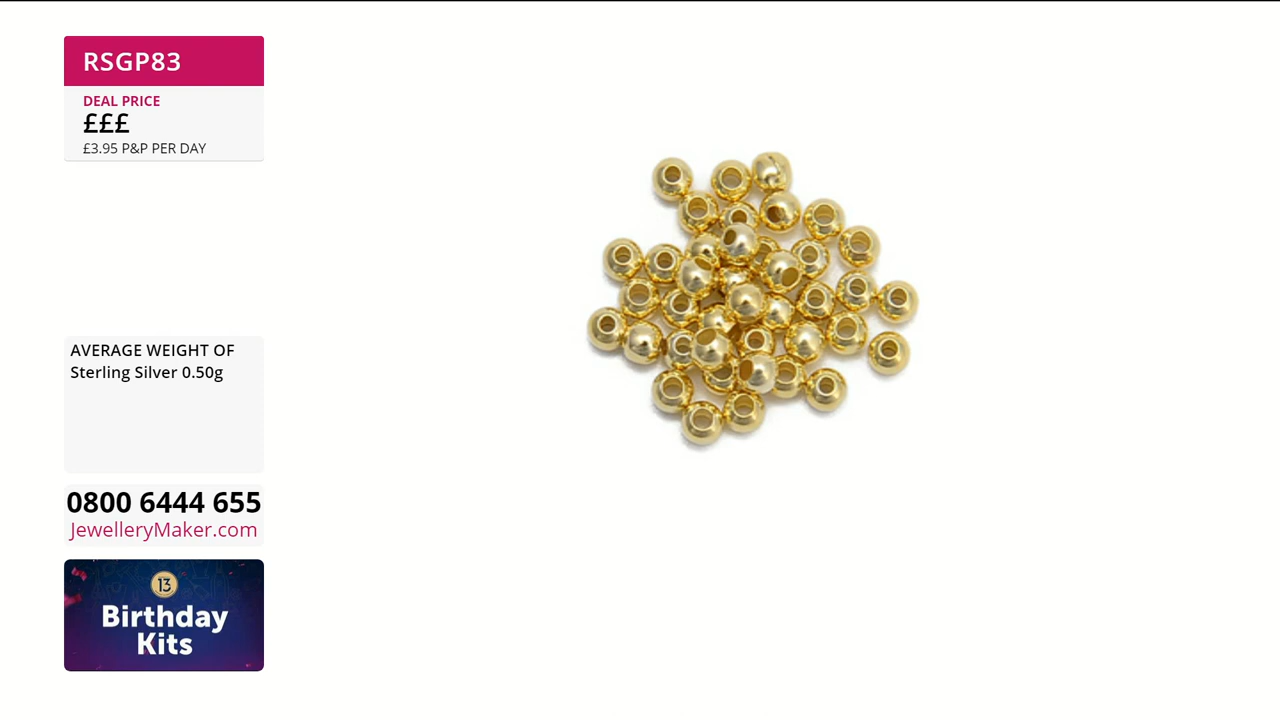 RSGP83
DEAL PRICE
£££
£3.95 P&P PER DAY
AVERAGE WEIGHT OF
Sterling Silver 0.50g
0800 6444 655
JewelleryMaker.com
13
Birthday
Kits